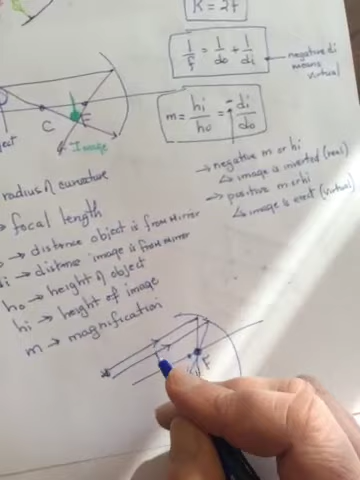 R = 2f
1/f = 1/do + 1/di
negative di
means
virtual
m = hi/ho = -di/do
C
F
Image
→ negative m or hi
↳ image is inverted (real)
→ positive m or hi
↳ image is erect (virtual)
radius of curvature
→ focal length
→ distance object is from mirror
di → distance image is from mirror
ho → height of object
hi → height of image
m → magnification
F